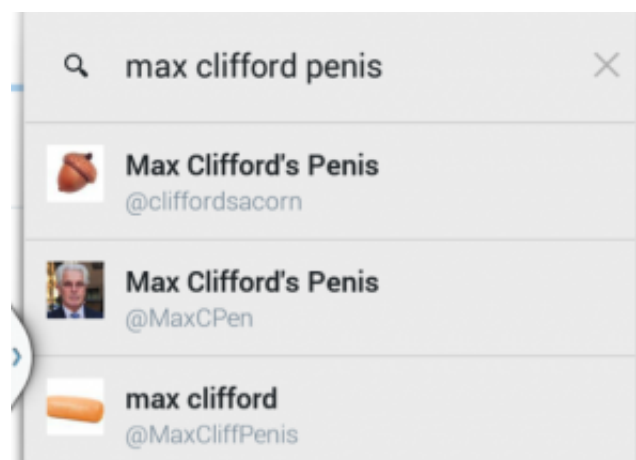 max clifford penis
Max Clifford's Penis
@cliffordsacorn
Max Clifford's Penis
@MaxCPen
max clifford
@MaxCliffPenis